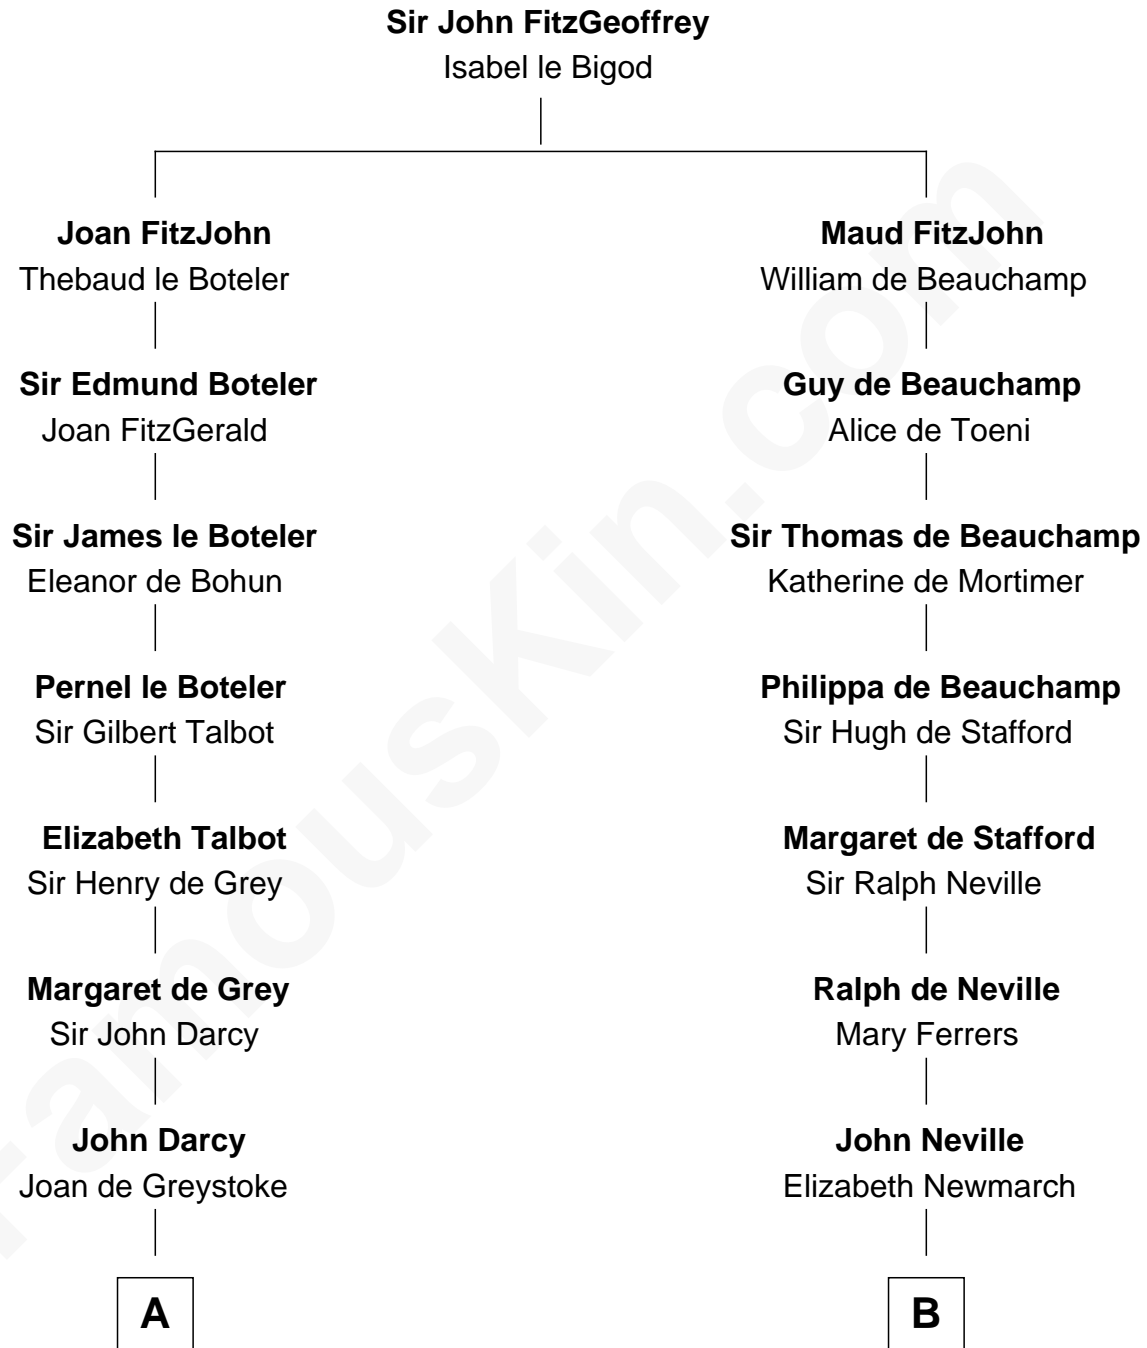 Sir John FitzGeoffrey
Isabel le Bigod
Joan FitzJohn
Thebaud le Boteler
Maud FitzJohn
William de Beauchamp
Sir Edmund Boteler
Joan FitzGerald
Guy de Beauchamp
Alice de Toeni
Sir James le Boteler
Eleanor de Bohun
Sir Thomas de Beauchamp
Katherine de Mortimer
Pernel le Boteler
Sir Gilbert Talbot
Philippa de Beauchamp
Sir Hugh de Stafford
Elizabeth Talbot
Sir Henry de Grey
Margaret de Stafford
Sir Ralph Neville
Margaret de Grey
Sir John Darcy
Ralph de Neville
Mary Ferrers
John Darcy
Joan de Greystoke
John Neville
Elizabeth Newmarch
A
B
FamousKin.com